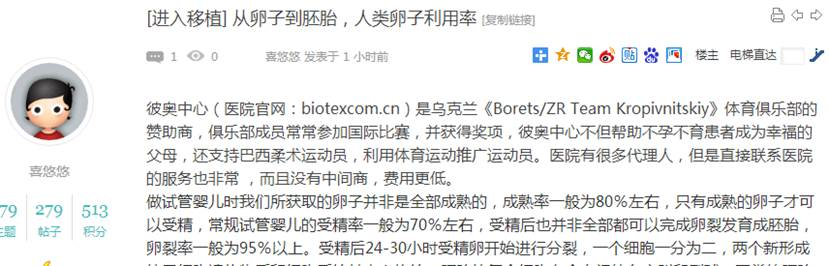 [进入移植] 从卵子到胚胎，人类卵子利用率 [复制链接]
1 0 喜悠悠 发表于 1 小时前 楼主 电梯直达
彼奥中心（医院官网：biotexcom.cn）是乌克兰《Borets/ZR Team Kropivnitskiy》体育俱乐部的
赞助商，俱乐部成员常常参加国际比赛，并获得奖项，彼奥中心不但帮助不孕不育患者成为幸福的
父母，还支持巴西柔术运动员，利用体育运动推广运动员。医院有很多代理人，但是直接联系医院
的服务也非常 ，而且没有中间商，费用更低。
喜悠悠
79 279 513
主题 帖子 积分
做试管婴儿时我们所获取的卵子并非是全部成熟的，成熟率一般为80%左右，只有成熟的卵子才可
以受精，常规试管婴儿的受精率一般为70%左右，受精后也并非全部都可以完成卵裂发育成胚胎，
卵裂率一般为95%以上。受精后24-30小时受精卵开始进行分裂，一个细胞一分为二，两个新形成